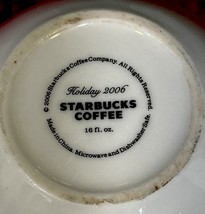 © 2006 Starbucks Coffee Company. All Rights Reserved.
Holiday 2006
STARBUCKS
COFFEE
16 fl. oz.
Made in China. Microwave and Dishwasher Safe.